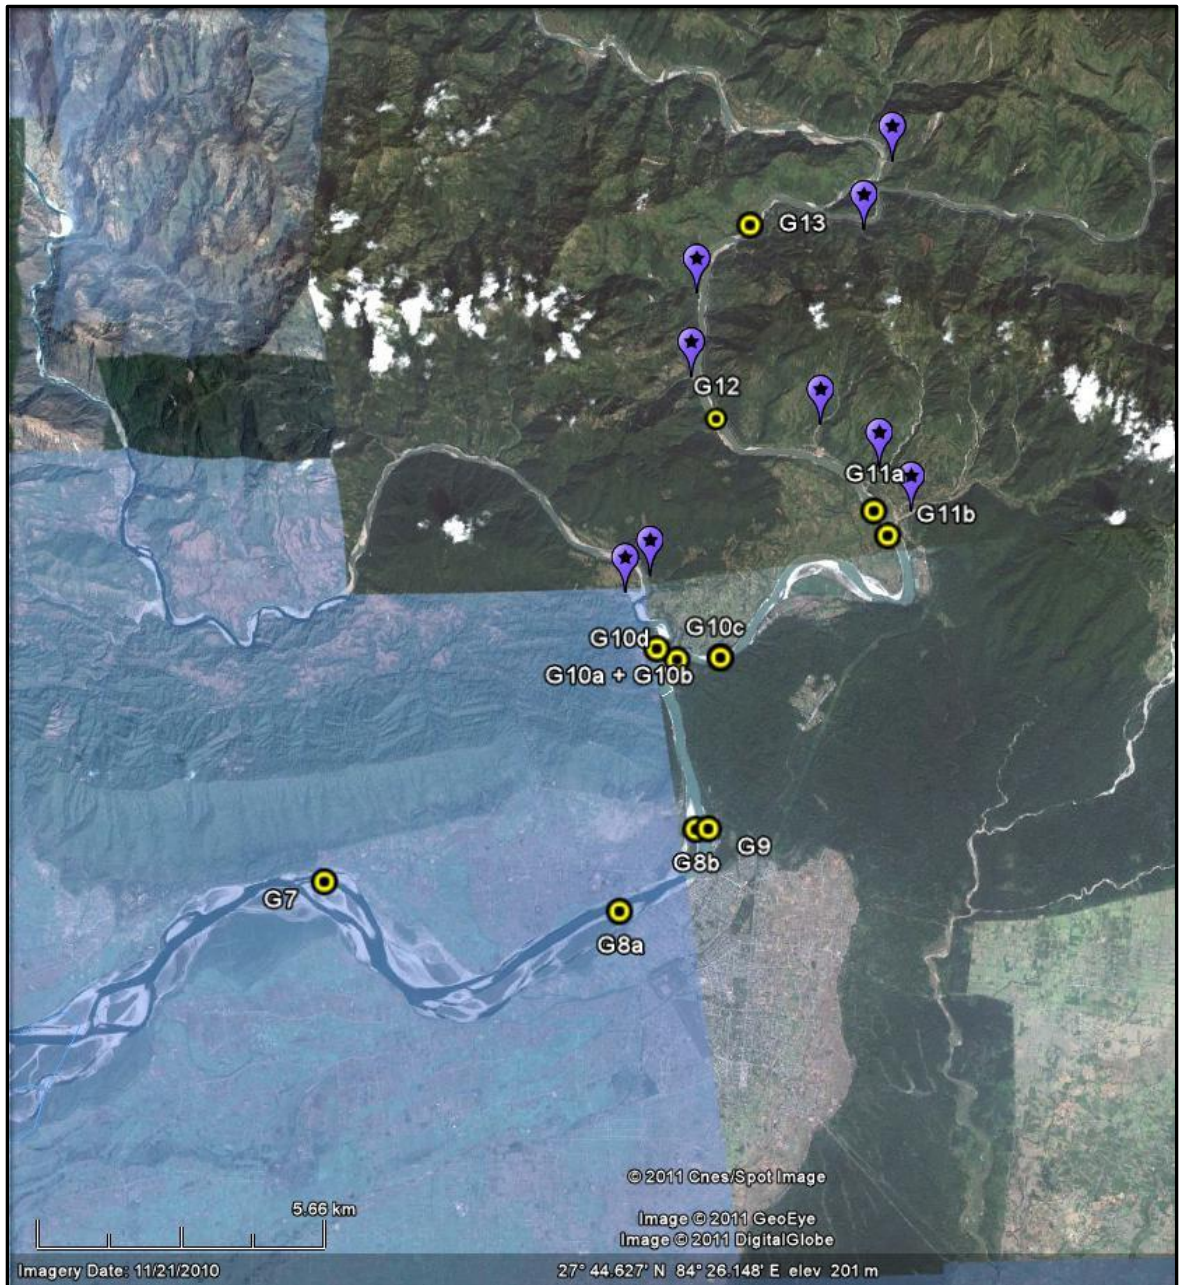 G13
G12
G11a
G11b
G10c
G10d
G10a + G10b
G9
G8b
G7
G8a
© 2011 Cnes/Spot Image
5.66 km
Image © 2011 GeoEye
Image © 2011 DigitalGlobe
Imagery Date: 11/21/2010
27° 44.627' N 84° 26.148' E elev 201 m